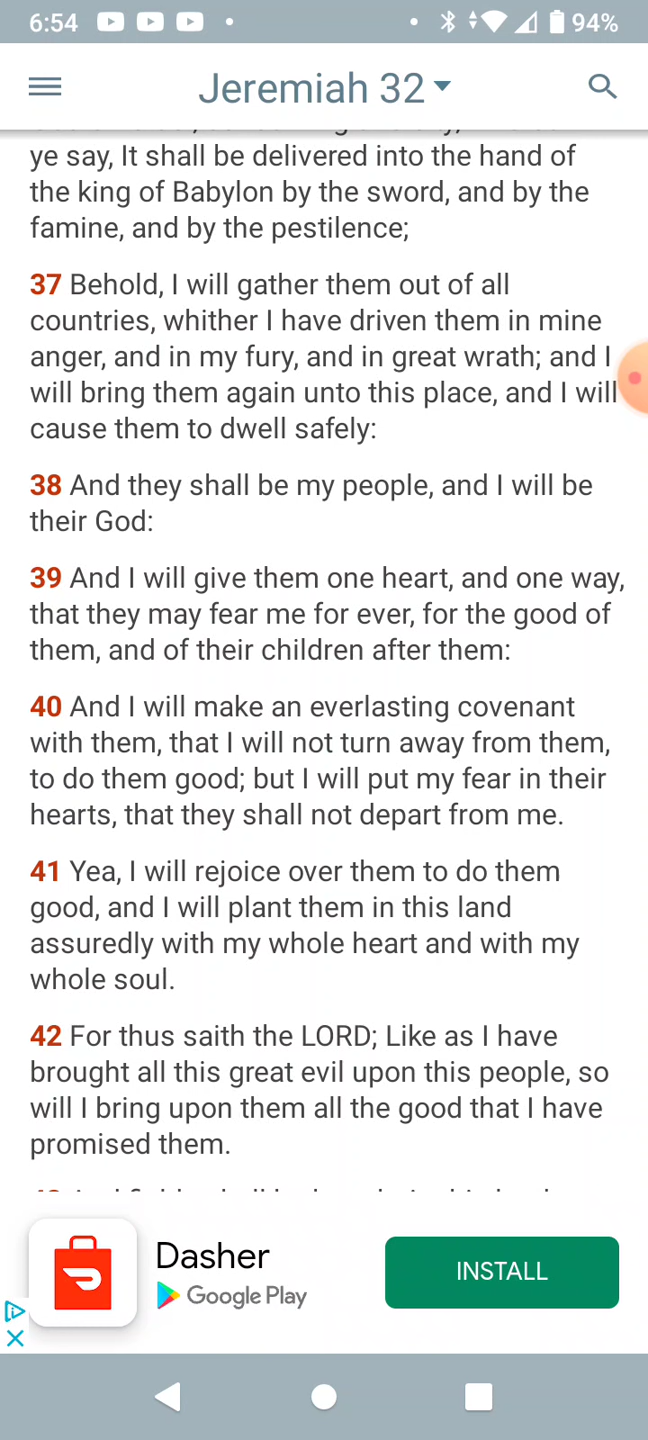 6:54
94%
Jeremiah 32
ye say, It shall be delivered into the hand of
the king of Babylon by the sword, and by the
famine, and by the pestilence;
37 Behold, I will gather them out of all
countries, whither I have driven them in mine
anger, and in my fury, and in great wrath; and I
will bring them again unto this place, and I will
cause them to dwell safely:
38 And they shall be my people, and I will be
their God:
39 And I will give them one heart, and one way,
that they may fear me for ever, for the good of
them, and of their children after them:
40 And I will make an everlasting covenant
with them, that I will not turn away from them,
to do them good; but I will put my fear in their
hearts, that they shall not depart from me.
41 Yea, I will rejoice over them to do them
good, and I will plant them in this land
assuredly with my whole heart and with my
whole soul.
42 For thus saith the LORD; Like as I have
brought all this great evil upon this people, so
will I bring upon them all the good that I have
promised them.
Dasher
Google Play
INSTALL